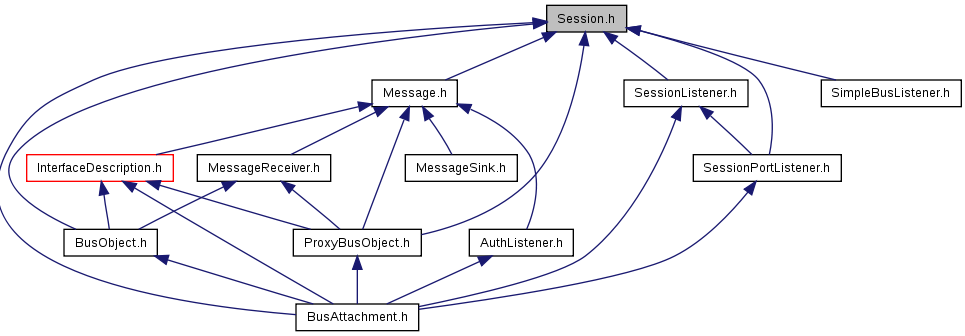 Session.h
Message.h
SessionListener.h
SimpleBusListener.h
InterfaceDescription.h
MessageReceiver.h
MessageSink.h
SessionPortListener.h
BusObject.h
ProxyBusObject.h
AuthListener.h
BusAttachment.h